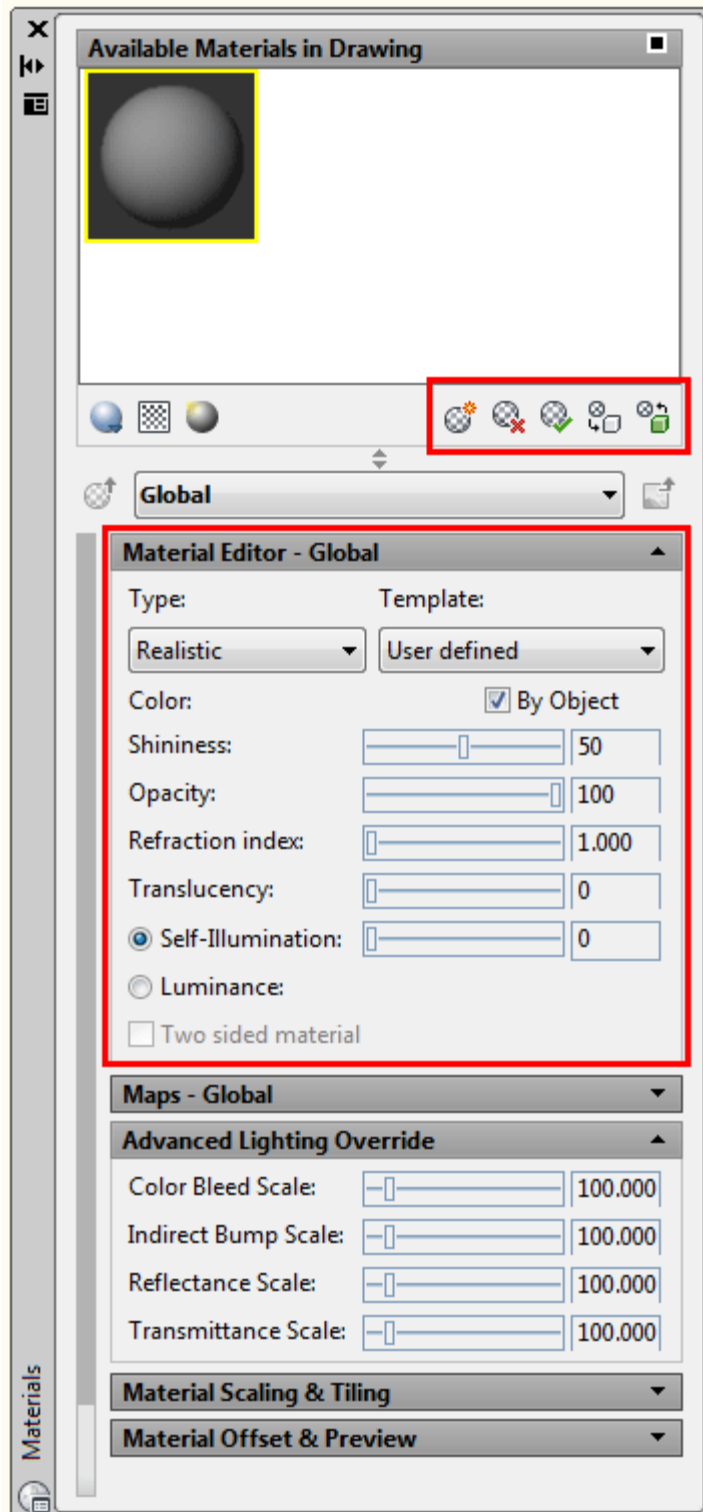 Available Materials in Drawing
Global
Material Editor - Global
Type: Template:
Realistic User defined
Color: By Object
Shininess: 50
Opacity: 100
Refraction index: 1.000
Translucency: 0
Self-Illumination: 0
Luminance:
Two sided material
Maps - Global
Advanced Lighting Override
Color Bleed Scale: 100.000
Indirect Bump Scale: 100.000
Reflectance Scale: 100.000
Transmittance Scale: 100.000
Material Scaling & Tiling
Material Offset & Preview
Materials